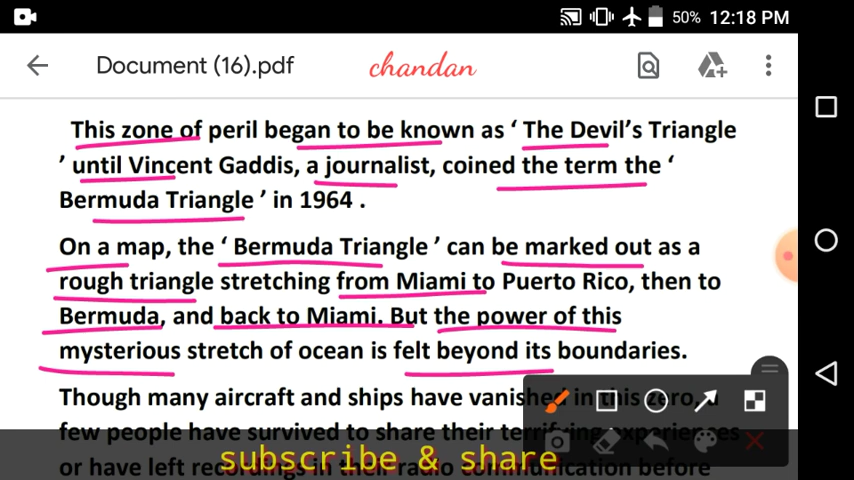 50% 12:18 PM
Document (16).pdf chandan
This zone of peril began to be known as ‘ The Devil’s Triangle
’ until Vincent Gaddis, a journalist, coined the term the ‘
Bermuda Triangle ’ in 1964 .
On a map, the ‘ Bermuda Triangle ’ can be marked out as a
rough triangle stretching from Miami to Puerto Rico, then to
Bermuda, and back to Miami. But the power of this
mysterious stretch of ocean is felt beyond its boundaries.
Though many aircraft and ships have vanished in this zero, a
few people have survived to share their terrifying experiences
or have left recordings in their radio communication before
subscribe & share